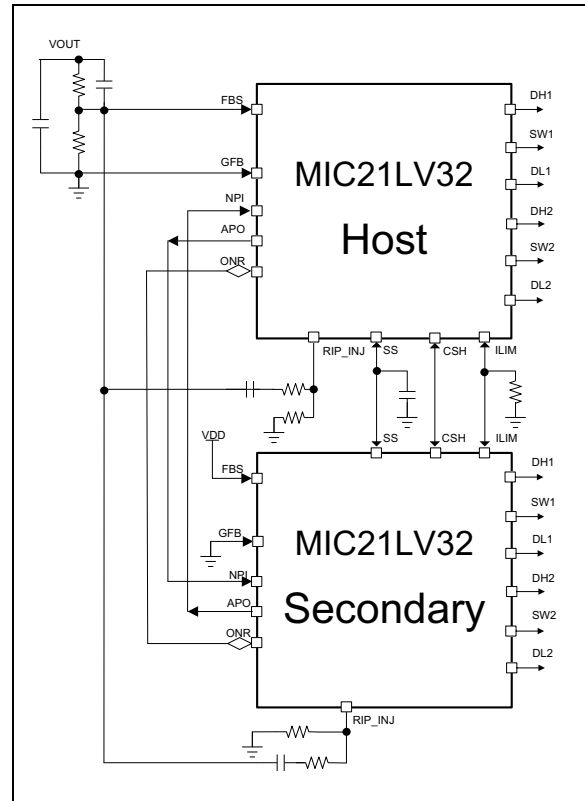 VOUT
FBS
GFB
NPI
APO
ONR
MIC21LV32
Host
DH1
SW1
DL1
DH2
SW2
DL2
RIP_INJ
SS
CSH
ILIM
VDD
SS
CSH
ILIM
FBS
GFB
NPI
APO
ONR
MIC21LV32
Secondary
DH1
SW1
DL1
DH2
SW2
DL2
RIP_INJ